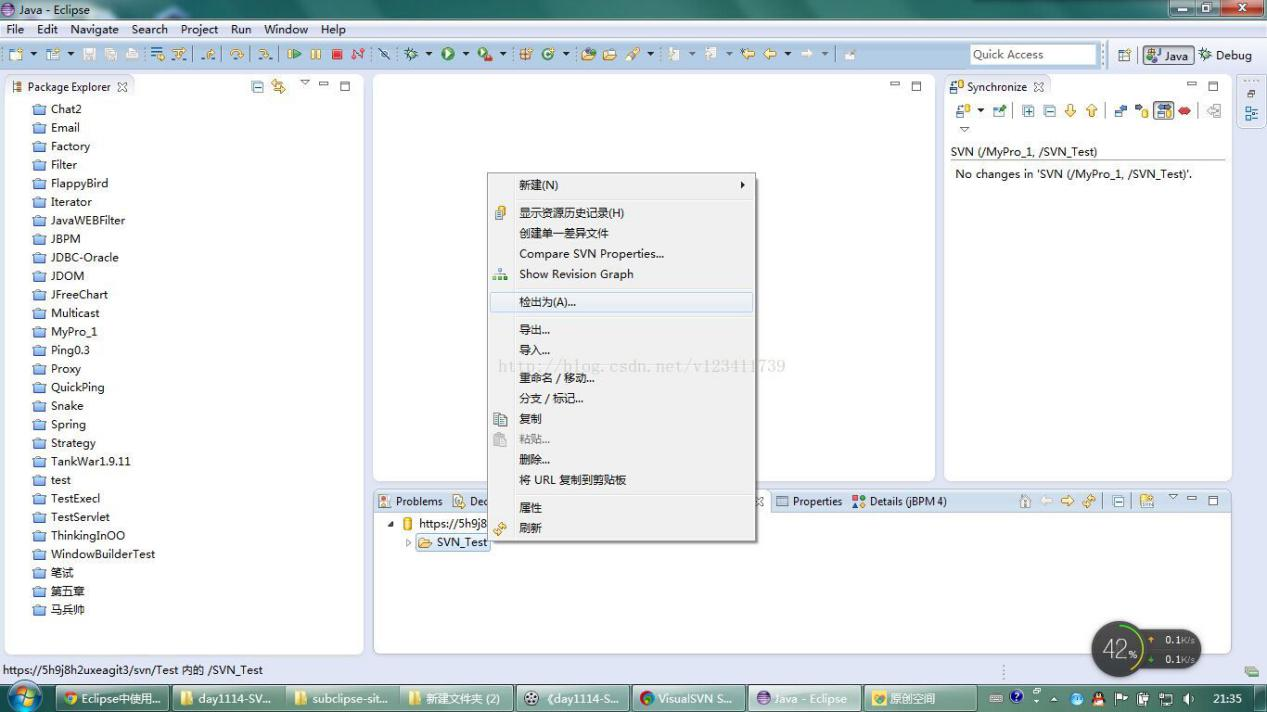 Java - Eclipse
File Edit Navigate Search Project Run Window Help
Quick Access
Java
Debug
Package Explorer
Chat2
Email
Factory
Filter
FlappyBird
Iterator
JavaWEBFilter
JBPM
JDBC-Oracle
JDOM
JFreeChart
Multicast
MyPro_1
Ping0.3
Proxy
QuickPing
Snake
Spring
Strategy
TankWar1.9.11
test
TestExecl
TestServlet
ThinkingInOO
WindowBuilderTest
笔试
第五章
马兵帅
新建(N)
显示资源历史记录(H)
创建单一差异文件
Compare SVN Properties...
Show Revision Graph
检出为(A)...
导出...
导入...
http://blog.csdn.net/v123411739
重命名 / 移动...
分支 / 标记...
复制
粘贴...
删除...
将 URL 复制到剪贴板
属性
刷新
Synchronize
SVN (/MyPro_1, /SVN_Test)
No changes in 'SVN (/MyPro_1, /SVN_Test)'.
Problems
Dec
Properties
Details (jBPM 4)
https://5h9j8
SVN_Test
42%
0.1K/s
0.1K/s
https://5h9j8h2uxeagit3/svn/Test 内的 /SVN_Test
Eclipse中使用...
day1114-SV...
subclipse-sit...
新建文件夹 (2)
《day1114-S...
VisualSVN S...
Java - Eclipse
原创空间
21:35